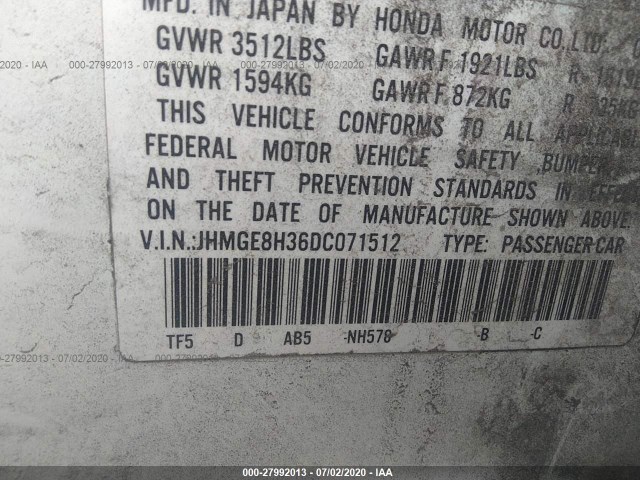 MFD. IN JAPAN BY HONDA MOTOR CO.,LTD.
GVWR 3512LBS GAWR F 1921LBS R
GVWR 1594KG GAWR F 872KG R
THIS VEHICLE CONFORMS TO ALL APPLICAB
FEDERAL MOTOR VEHICLE SAFETY, BUMPER,
AND THEFT PREVENTION STANDARDS IN EFFE
ON THE DATE OF MANUFACTURE SHOWN ABOVE.
V.I.N.:JHMGE8H36DC071512 TYPE: PASSENGER CAR
TF5 D AB5 NH578 -B -C
000-27992013 - 07/02/2020 - IAA